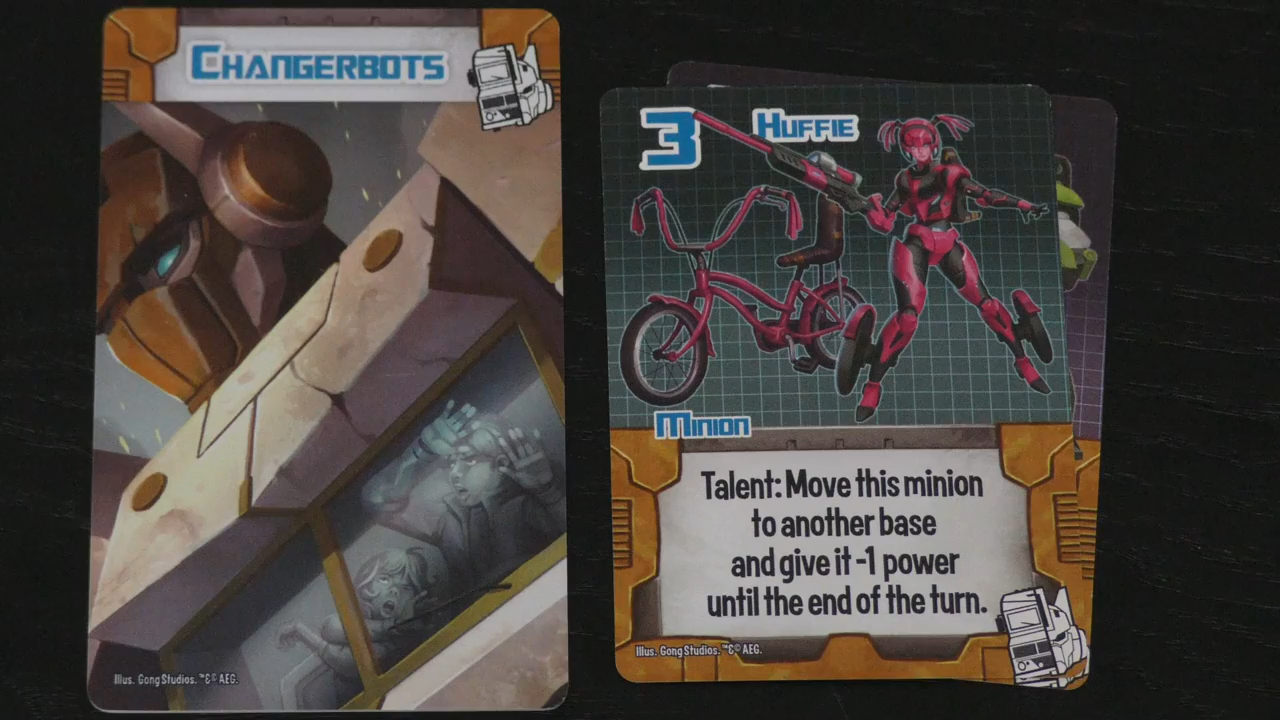 Changerbots
Illus. Gong Studios. ™&© AEG.
3
Huffie
Minion
Talent: Move this minion
to another base
and give it -1 power
until the end of the turn.
Illus. Gong Studios. ™&© AEG.